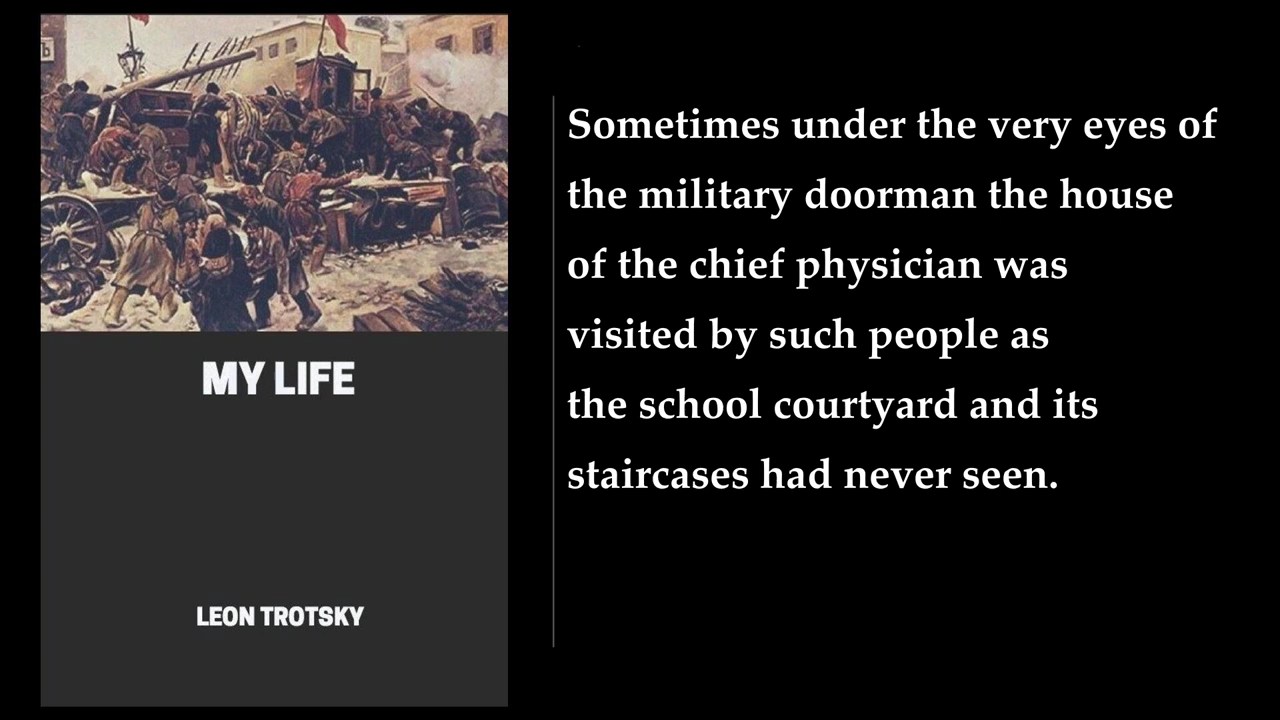 Ъ
MY LIFE
LEON TROTSKY
Sometimes under the very eyes of
the military doorman the house
of the chief physician was
visited by such people as
the school courtyard and its
staircases had never seen.